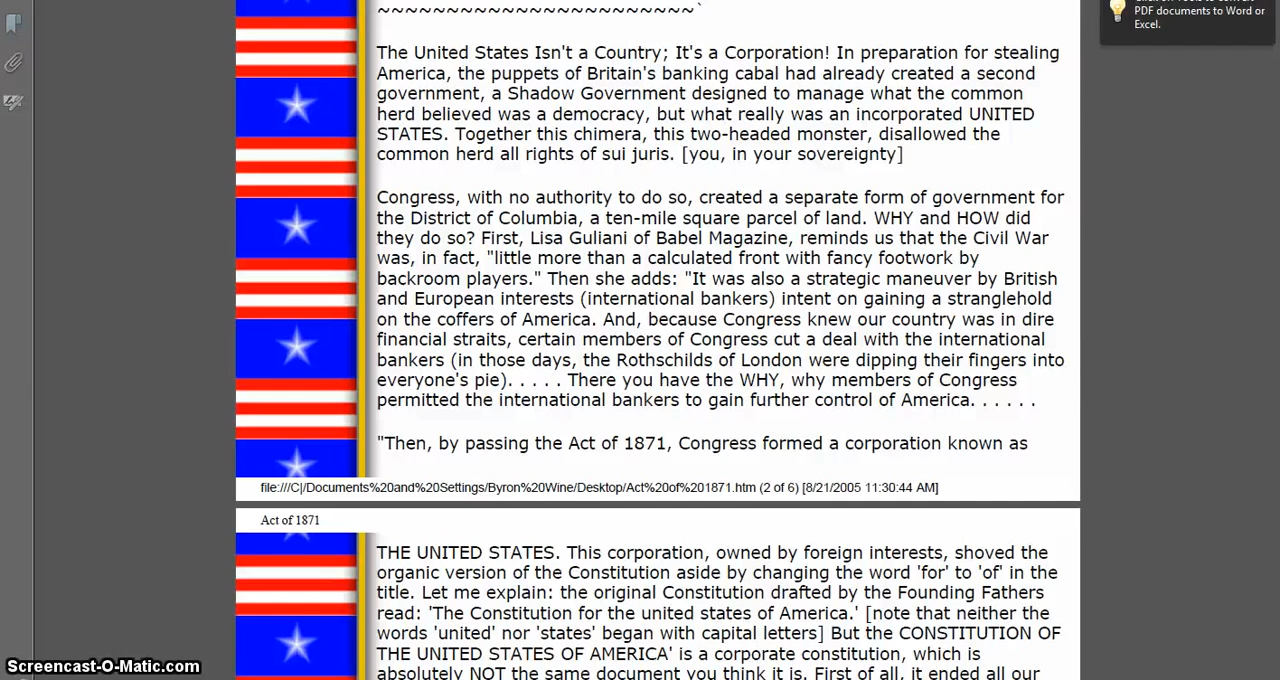 ~~~~~~~~~~~~~~~~~~~~~~~`
PDF documents to Word or
Excel.
The United States Isn't a Country; It's a Corporation! In preparation for stealing
America, the puppets of Britain's banking cabal had already created a second
government, a Shadow Government designed to manage what the common
herd believed was a democracy, but what really was an incorporated UNITED
STATES. Together this chimera, this two-headed monster, disallowed the
common herd all rights of sui juris. [you, in your sovereignty]
Congress, with no authority to do so, created a separate form of government for
the District of Columbia, a ten-mile square parcel of land. WHY and HOW did
they do so? First, Lisa Guliani of Babel Magazine, reminds us that the Civil War
was, in fact, "little more than a calculated front with fancy footwork by
backroom players." Then she adds: "It was also a strategic maneuver by British
and European interests (international bankers) intent on gaining a stranglehold
on the coffers of America. And, because Congress knew our country was in dire
financial straits, certain members of Congress cut a deal with the international
bankers (in those days, the Rothschilds of London were dipping their fingers into
everyone's pie). . . . . There you have the WHY, why members of Congress
permitted the international bankers to gain further control of America. . . . . .
"Then, by passing the Act of 1871, Congress formed a corporation known as
file:///C|/Documents%20and%20Settings/Byron%20Wine/Desktop/Act%20of%201871.htm (2 of 6) [8/21/2005 11:30:44 AM]
Act of 1871
THE UNITED STATES. This corporation, owned by foreign interests, shoved the
organic version of the Constitution aside by changing the word 'for' to 'of' in the
title. Let me explain: the original Constitution drafted by the Founding Fathers
read: 'The Constitution for the united states of America.' [note that neither the
words 'united' nor 'states' began with capital letters] But the CONSTITUTION OF
THE UNITED STATES OF AMERICA' is a corporate constitution, which is
absolutely NOT the same document you think it is. First of all, it ended all our
Screencast-O-Matic.com